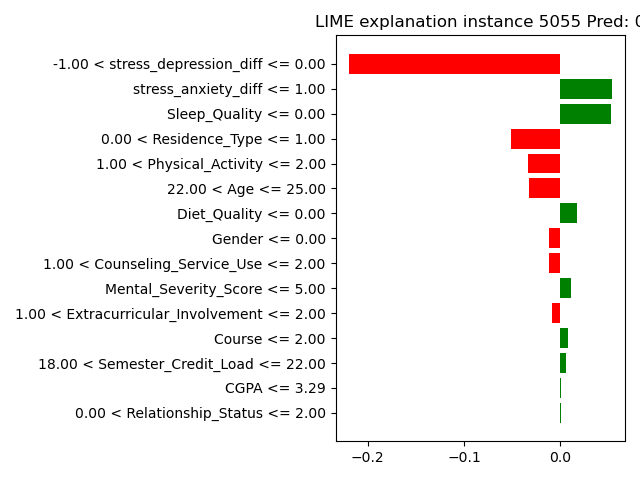 LIME explanation instance 5055 Pred: 0
-1.00 < stress_depression_diff <= 0.00
stress_anxiety_diff <= 1.00
Sleep_Quality <= 0.00
0.00 < Residence_Type <= 1.00
1.00 < Physical_Activity <= 2.00
22.00 < Age <= 25.00
Diet_Quality <= 0.00
Gender <= 0.00
1.00 < Counseling_Service_Use <= 2.00
Mental_Severity_Score <= 5.00
1.00 < Extracurricular_Involvement <= 2.00
Course <= 2.00
18.00 < Semester_Credit_Load <= 22.00
CGPA <= 3.29
0.00 < Relationship_Status <= 2.00
−0.2 −0.1 0.0